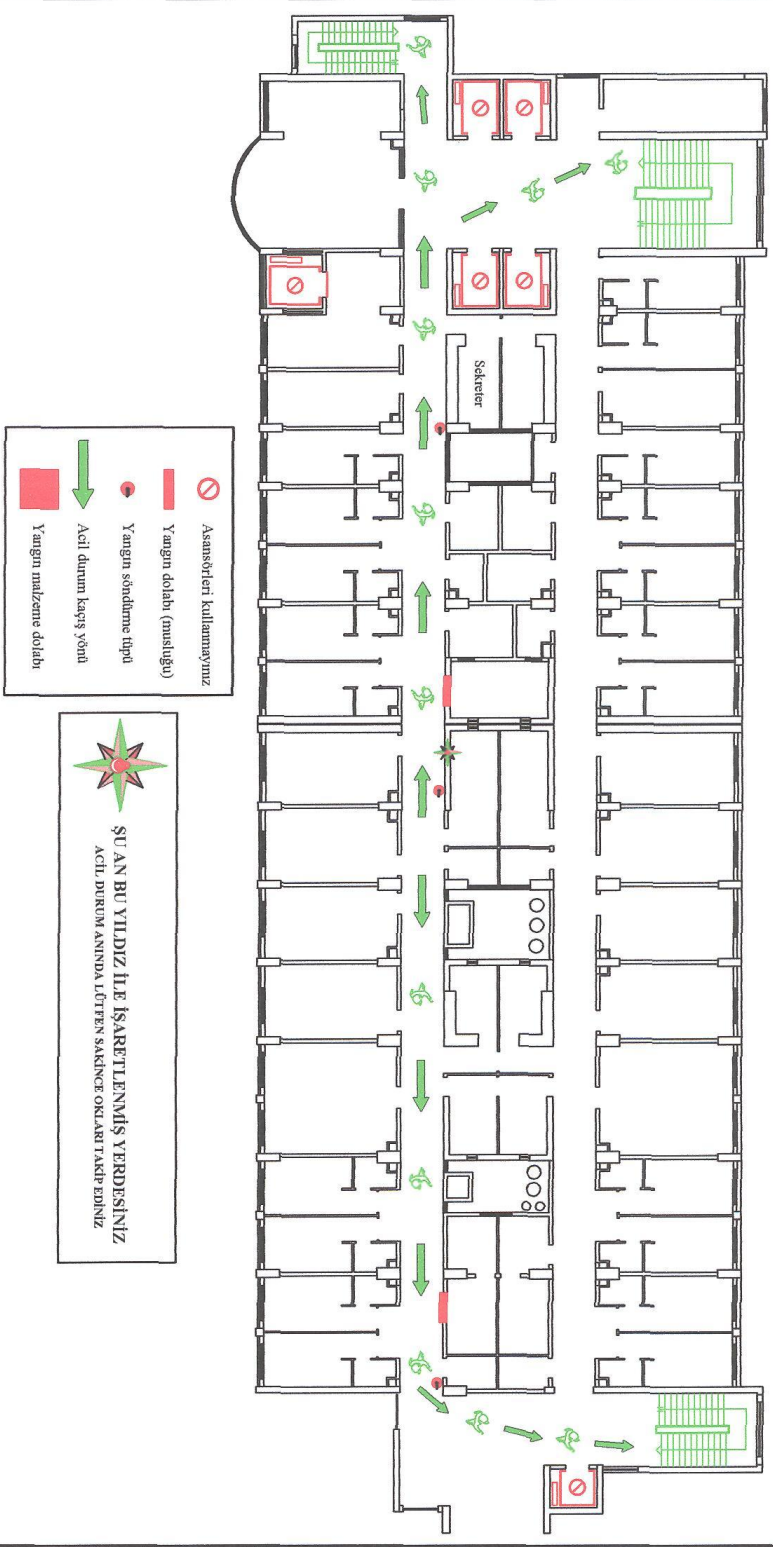 Sekreter
Asansörleri kullanmayınız
Yangın dolabı (musluğu)
Yangın söndürme tüpü
Acil durum kaçış yönü
Yangın malzeme dolabı
ŞU AN BU YILDIZ İLE İŞARETLENMİŞ YERDESİNİZ
ACİL DURUM ANINDA LÜTFEN SAKİNCE OKLARI TAKİP EDİNİZ